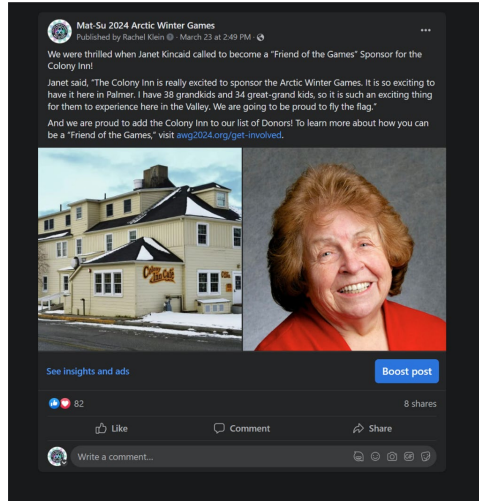 Mat-Su 2024 Arctic Winter Games
Published by Rachel Klein · March 23 at 2:49 PM ·
We were thrilled when Janet Kincaid called to become a “Friend of the Games” Sponsor for the
Colony Inn!
Janet said, “The Colony Inn is really excited to sponsor the Arctic Winter Games. It is so exciting to
have it here in Palmer. I have 38 grandkids and 34 great-grand kids, so it is such an exciting thing
for them to experience here in the Valley. We are going to be proud to fly the flag.”
And we are proud to add the Colony Inn to our list of Donors! To learn more about how you can
be a “Friend of the Games,” visit awg2024.org/get-involved.
Colony
Inn Cafe
See insights and ads
Boost post
82
8 shares
Like
Comment
Share
Write a comment...